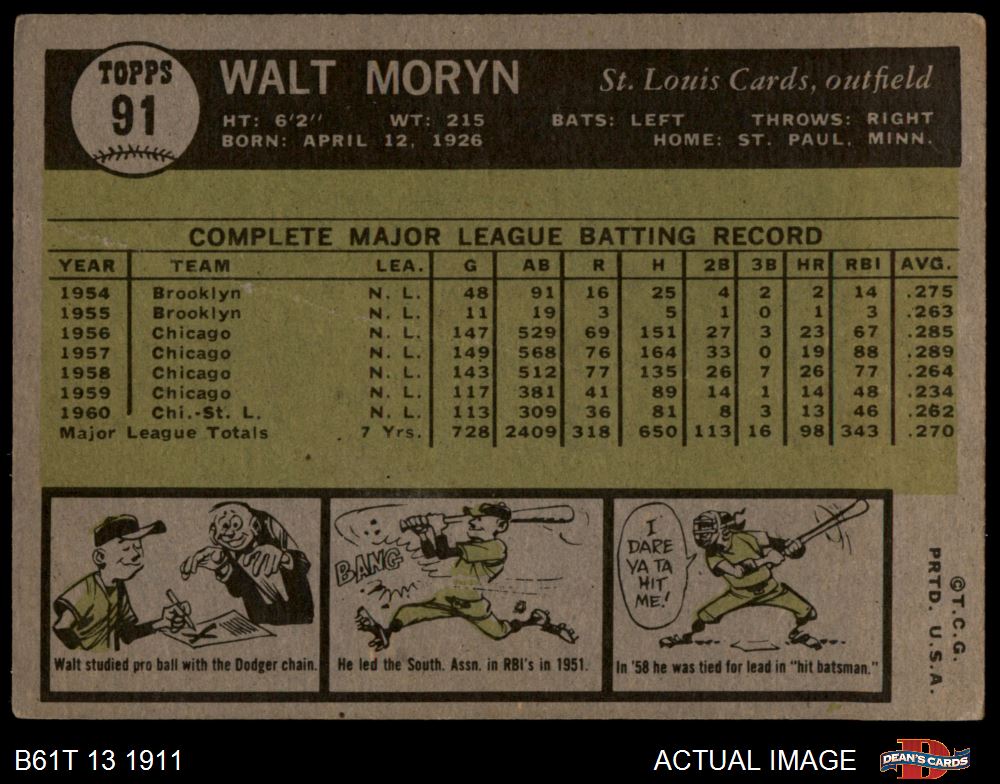 TOPPS
91
WALT MORYN St. Louis Cards, outfield
HT: 6'2" WT: 215 BATS: LEFT THROWS: RIGHT
BORN: APRIL 12, 1926 HOME: ST. PAUL, MINN.
COMPLETE MAJOR LEAGUE BATTING RECORD
YEAR TEAM LEA. G AB R H 2B 3B HR RBI AVG.
1954 Brooklyn N. L. 48 91 16 25 4 2 2 14 .275
1955 Brooklyn N. L. 11 19 3 5 1 0 1 3 .263
1956 Chicago N. L. 147 529 69 151 27 3 23 67 .285
1957 Chicago N. L. 149 568 76 164 33 0 19 88 .289
1958 Chicago N. L. 143 512 77 135 26 7 26 77 .264
1959 Chicago N. L. 117 381 41 89 14 1 14 48 .234
1960 Chi.-St. L. N. L. 113 309 36 81 8 3 13 46 .262
Major League Totals 7 Yrs. 728 2409 318 650 113 16 98 343 .270
BANG
I
DARE
YA TA
HIT
ME!
Walt studied pro ball with the Dodger chain.
He led the South. Assn. in RBI's in 1951.
In '58 he was tied for lead in "hit batsman."
©T.C.G.
PRTD. U.S.A.
B61T 13 1911 ACTUAL IMAGE
D
DEAN'S CARDS